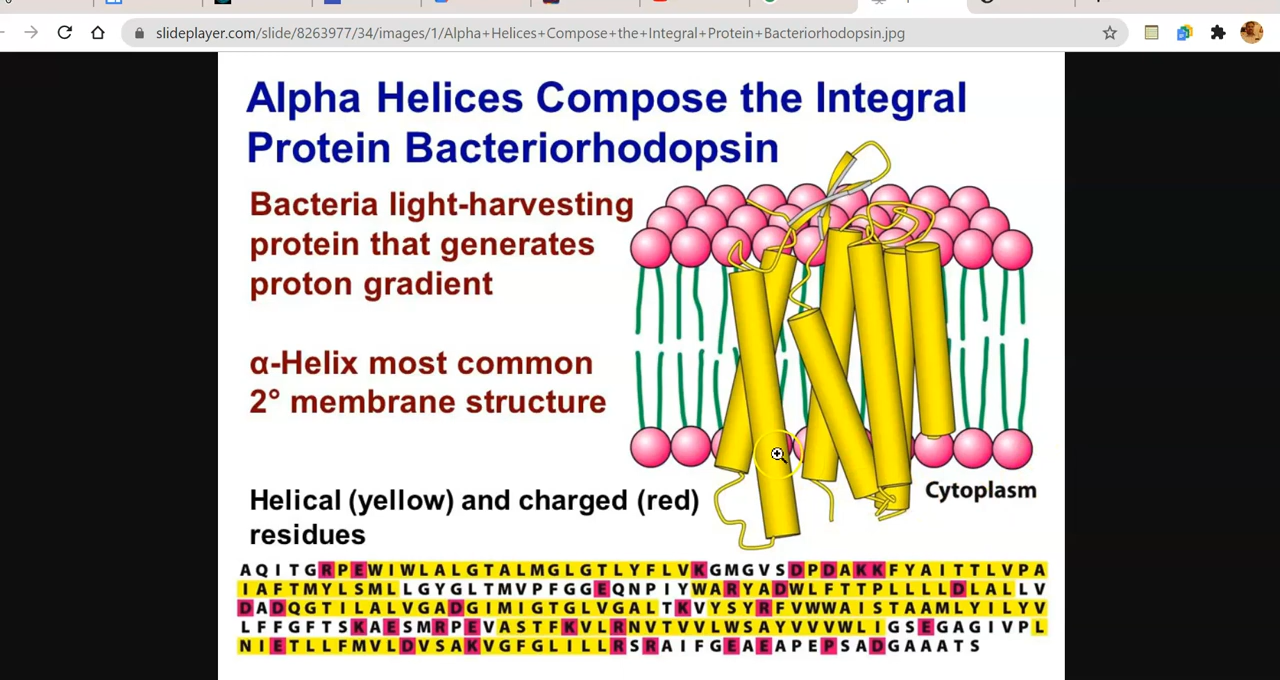 slideplayer.com/slide/8263977/34/images/1/Alpha+Helices+Compose+the+Integral+Protein+Bacteriorhodopsin.jpg
Alpha Helices Compose the Integral
Protein Bacteriorhodopsin
Bacteria light-harvesting
protein that generates
proton gradient
α-Helix most common
2° membrane structure
Cytoplasm
Helical (yellow) and charged (red)
residues
AQITGRPEWIWLALGTALMGLGTLYFLVKGMGVSDPDAKKFYAITTLVPA
IAFTMYLSMLLGYGLTMVPFGGEQNPIYWARYADWLFTTPLLLLDLALLV
DADQGTILALVGADGIMIGTGLVGALTKVYSYRFVWWAISTAAMLYILYV
LFFGFTSKAESMRPEVASTFKVLRNVTVVLWSAYVVVWLIGSEGAGIVPL
NIETLLFMVLDVSAKVGFGLILLRSRAIFGEAEAPEPSADGAAATS